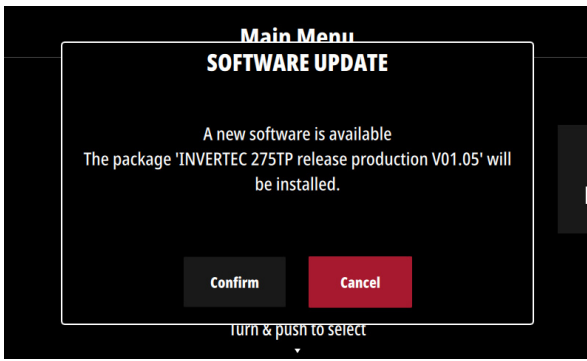 Main Menu
SOFTWARE UPDATE
A new software is available
The package 'INVERTEC 275TP release production V01.05' will
be installed.
Confirm
Cancel
Turn & push to select